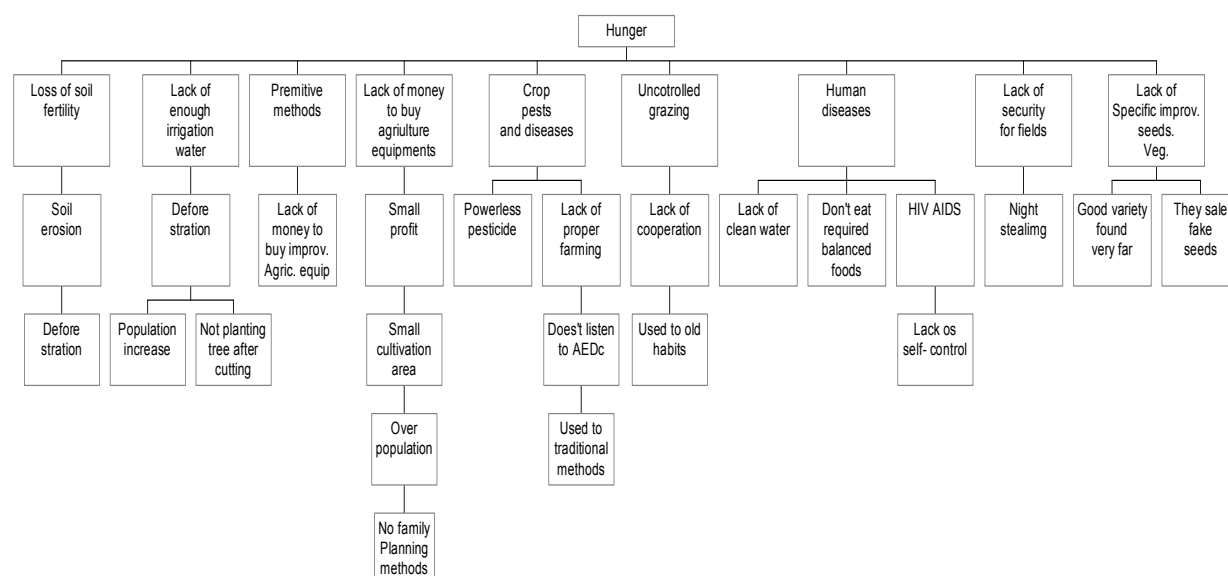 Hunger
Loss of soil
fertility
Lack of
enough
irrigation
water
Premitive
methods
Lack of money
to buy
agriulture
equipments
Crop
pests
and diseases
Uncotrolled
grazing
Human
diseases
Lack of
security
for fields
Lack of
Specific improv.
seeds.
Veg.
Soil
erosion
Defore
stration
Lack of
money to
buy improv.
Agric. equip
Small
profit
Powerless
pesticide
Lack of
proper
farming
Lack of
cooperation
Lack of
clean water
Don't eat
required
balanced
foods
HIV AIDS
Night
stealimg
Good variety
found
very far
They sale
fake
seeds
Defore
stration
Population
increase
Not planting
tree after
cutting
Small
cultivation
area
Does't listen
to AEDc
Used to old
habits
Lack os
self- control
Over
population
Used to
traditional
methods
No family
Planning
methods